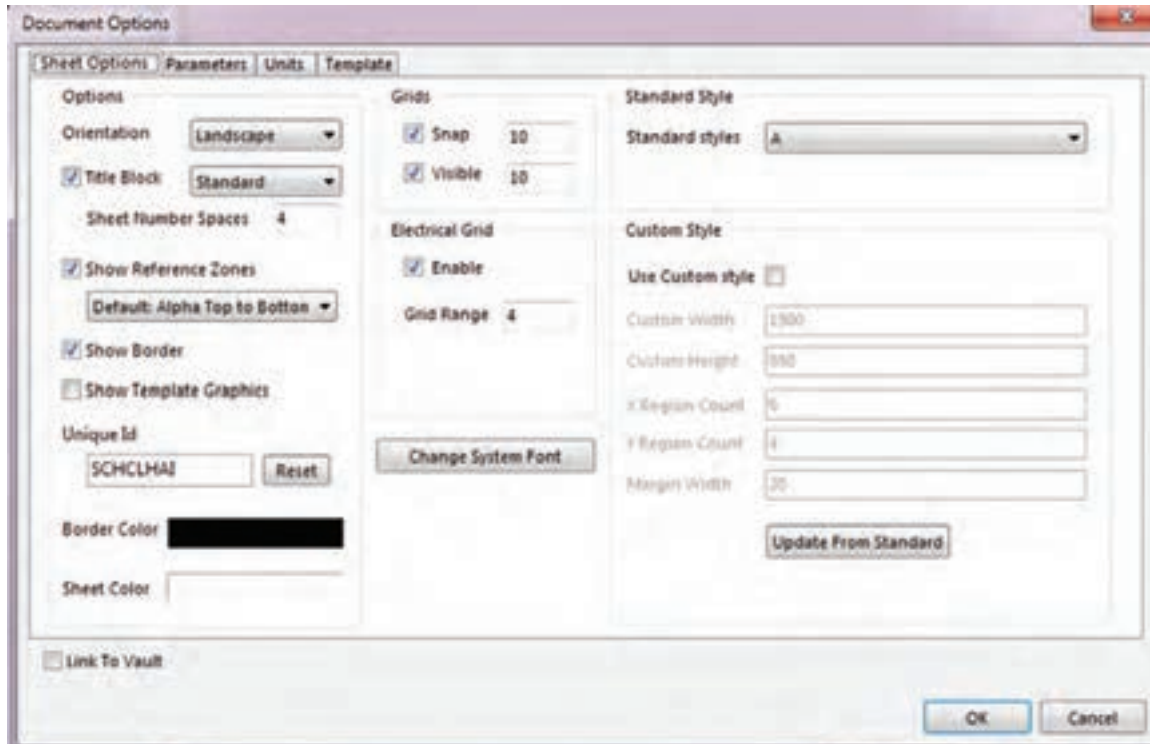 Document Options
Sheet Options Parameters Units Template
Options
Orientation Landscape
Title Block Standard
Sheet Number Spaces 4
Show Reference Zones
Default: Alpha Top to Botton
Show Border
Show Template Graphics
Unique Id
SCHCLHAI Reset
Border Color
Sheet Color
Grids
Snap 10
Visible 10
Electrical Grid
Enable
Grid Range 4
Change System Font
Standard Style
Standard styles A
Custom Style
Use Custom style
Custom Width 1500
Custom Height 950
X Region Count 6
Y Region Count 4
Margin Width 20
Update From Standard
Link To Vault
OK Cancel